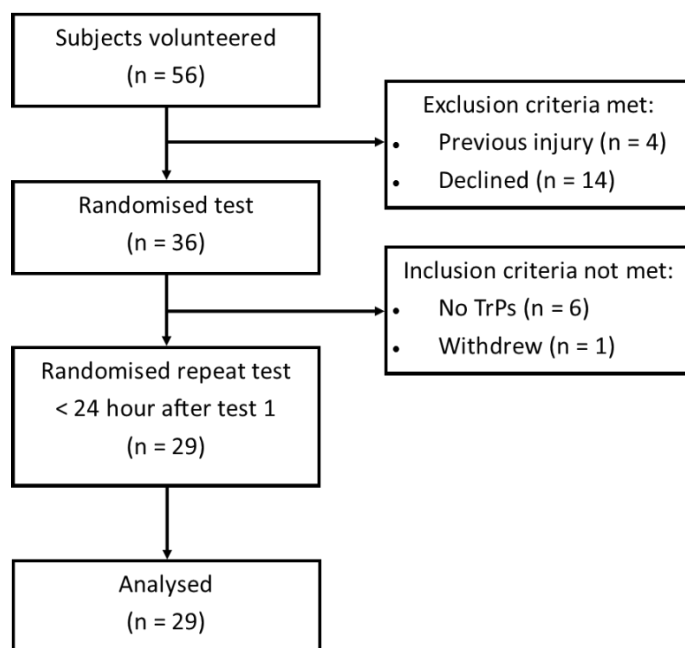 Subjects volunteered
(n = 56)
Exclusion criteria met:
• Previous injury (n = 4)
• Declined (n = 14)
Randomised test
(n = 36)
Inclusion criteria not met:
• No TrPs (n = 6)
• Withdrew (n = 1)
Randomised repeat test
< 24 hour after test 1
(n = 29)
Analysed
(n = 29)